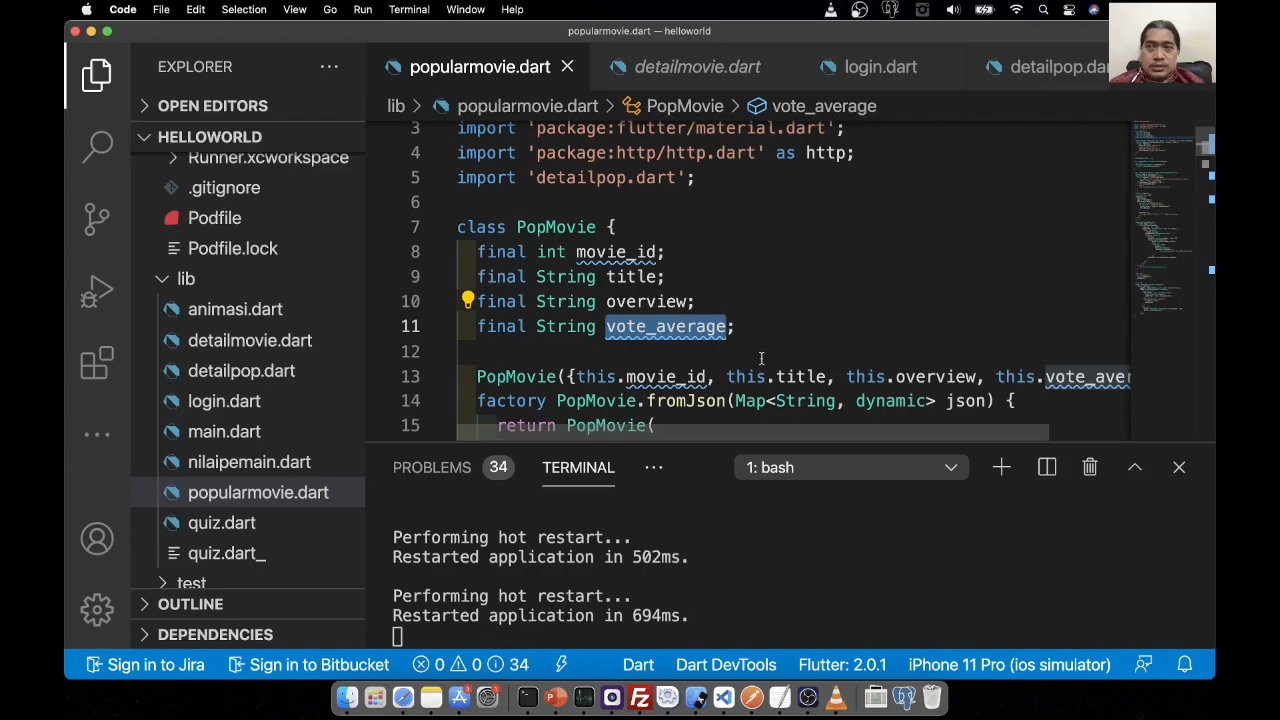 Code File Edit Selection View Go Run Terminal Window Help
popularmovie.dart — helloworld
EXPLORER
OPEN EDITORS
HELLOWORLD
Runner.xcworkspace
.gitignore
Podfile
Podfile.lock
lib
animasi.dart
detailmovie.dart
detailpop.dart
login.dart
main.dart
nilaipemain.dart
popularmovie.dart
quiz.dart
quiz.dart_
test
OUTLINE
DEPENDENCIES
popularmovie.dart detailmovie.dart login.dart detailpop.da
lib popularmovie.dart PopMovie vote_average
3 import 'package:flutter/material.dart';
4 import 'package:http/http.dart' as http;
5 import 'detailpop.dart';
6
7 class PopMovie {
8 final int movie_id;
9 final String title;
10 final String overview;
11 final String vote_average;
12
13 PopMovie({this.movie_id, this.title, this.overview, this.vote_aver
14 factory PopMovie.fromJson(Map<String, dynamic> json) {
15 return PopMovie(
PROBLEMS 34 TERMINAL 1: bash
Performing hot restart...
Restarted application in 502ms.
Performing hot restart...
Restarted application in 694ms.
Sign in to Jira Sign in to Bitbucket 0 0 34 Dart Dart DevTools Flutter: 2.0.1 iPhone 11 Pro (ios simulator)